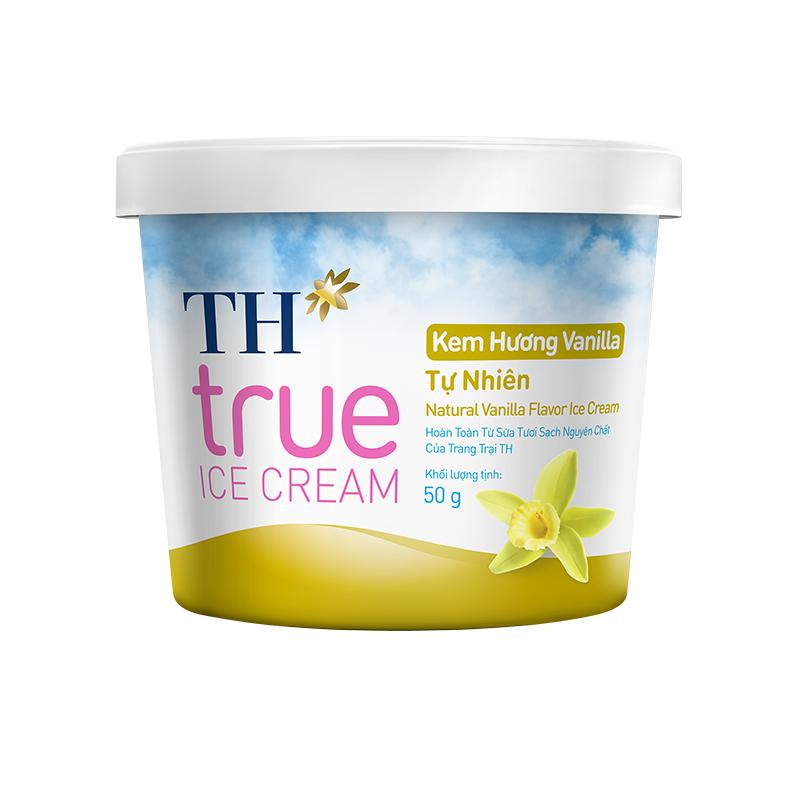 TH
true
ICE CREAM
Kem Hương Vanilla
Tự Nhiên
Natural Vanilla Flavor Ice Cream
Hoàn Toàn Từ Sữa Tươi Sạch Nguyên Chất
Của Trang Trại TH
Khối lượng tịnh:
50 g